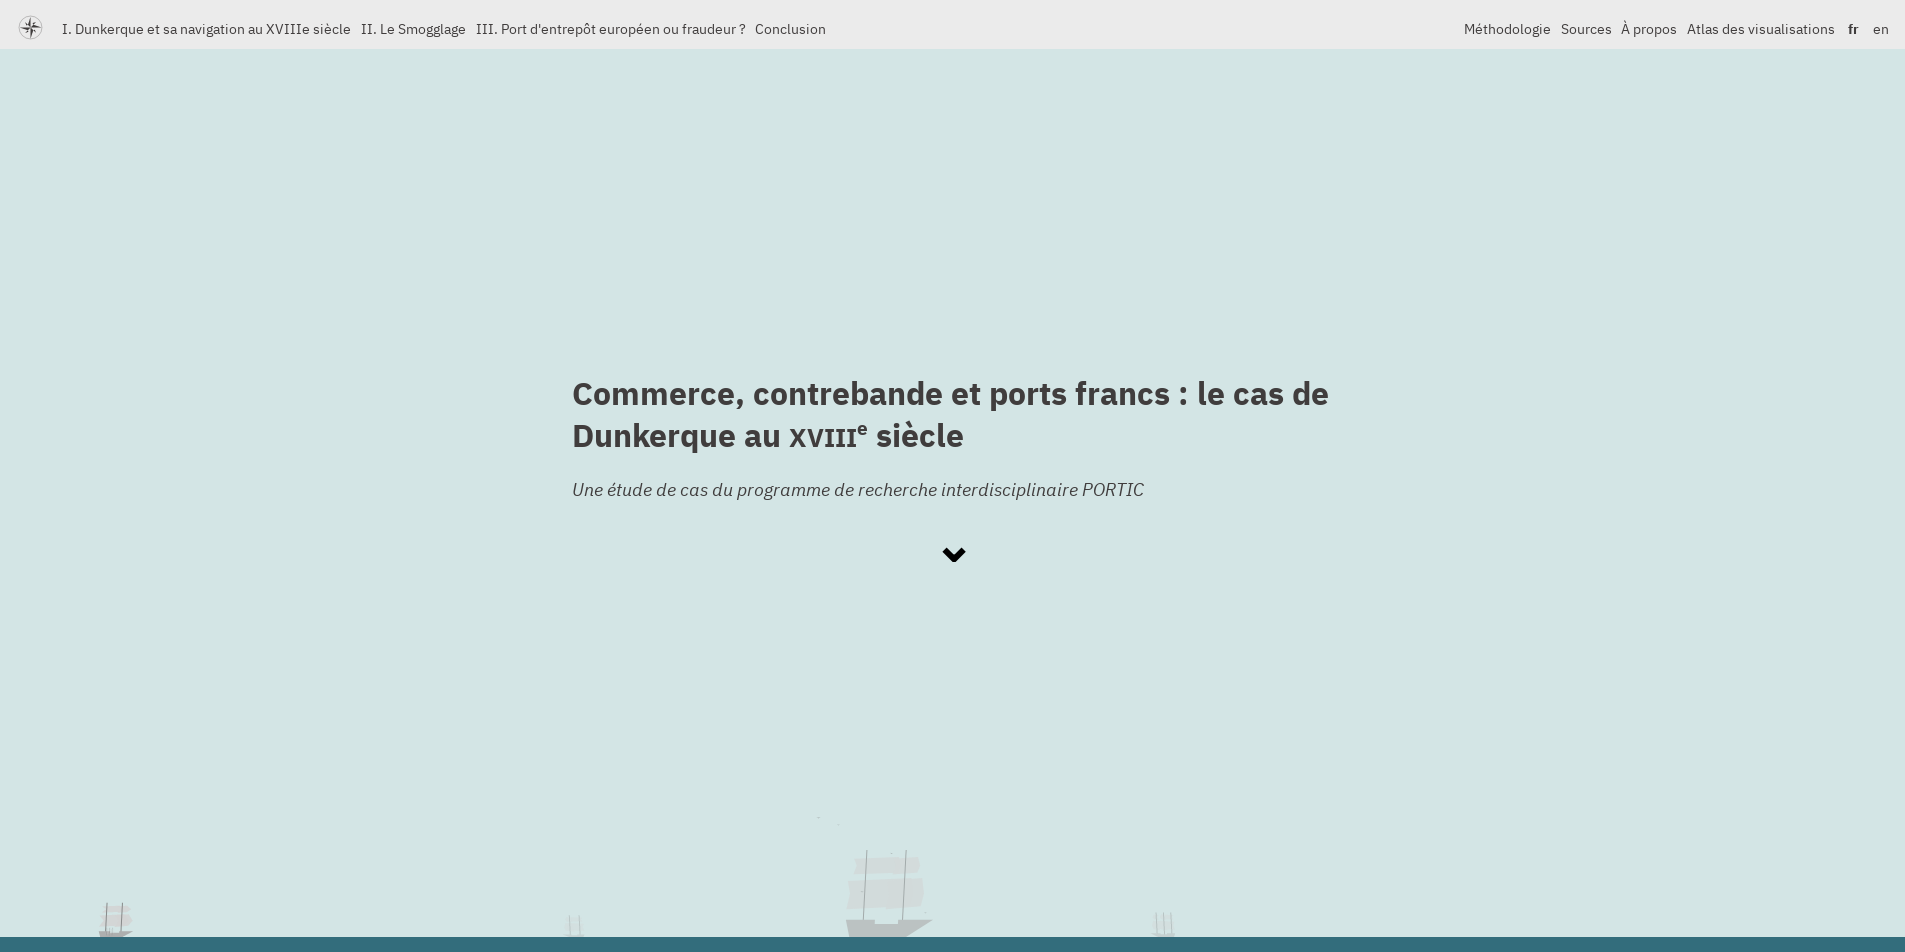 I. Dunkerque et sa navigation au XVIIIe siècle II. Le Smogglage III. Port d'entrepôt européen ou fraudeur ? Conclusion Méthodologie Sources À propos Atlas des visualisations fr en
Commerce, contrebande et ports francs : le cas de
Dunkerque au XVIIIe siècle
Une étude de cas du programme de recherche interdisciplinaire PORTIC